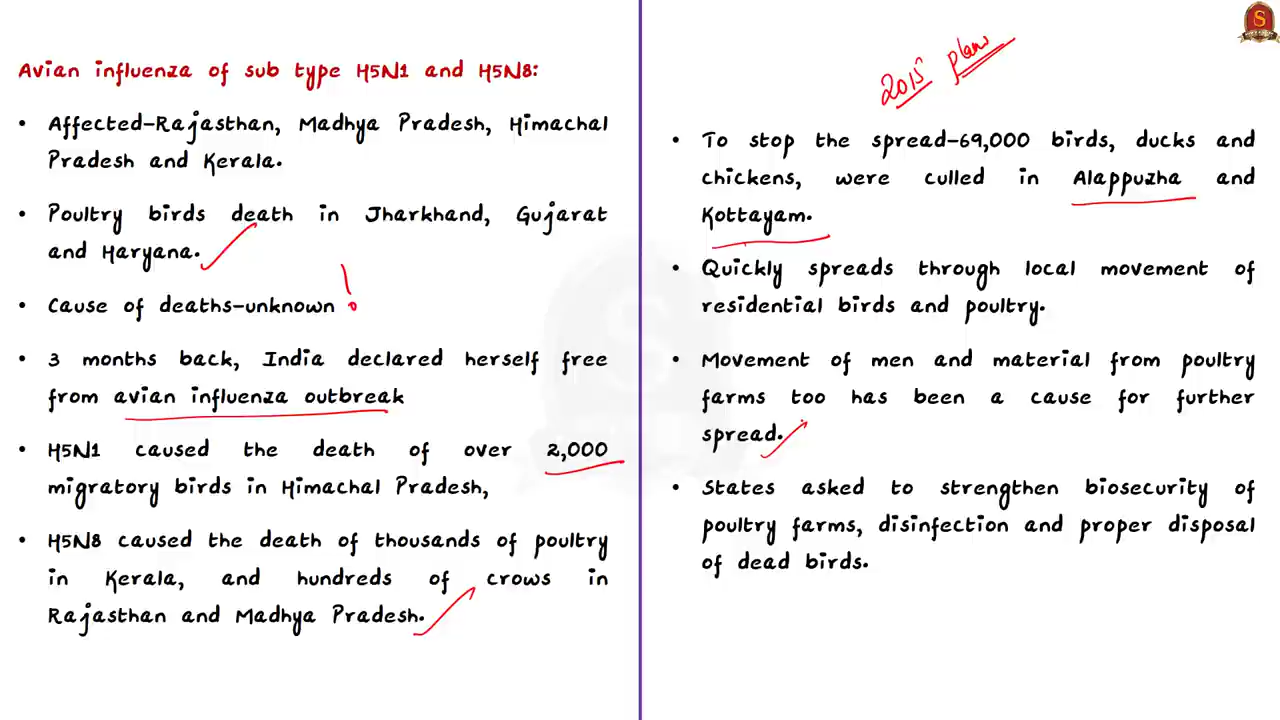 Avian influenza of sub type H5N1 and H5N8:
• Affected-Rajasthan, Madhya Pradesh, Himachal
Pradesh and Kerala.
• Poultry birds death in Jharkhand, Gujarat
and Haryana.
• Cause of deaths-unknown !
• 3 months back, India declared herself free
from avian influenza outbreak
• H5N1 caused the death of over 2,000
migratory birds in Himachal Pradesh,
• H5N8 caused the death of thousands of poultry
in Kerala, and hundreds of crows in
Rajasthan and Madhya Pradesh.
2015 plan
• To stop the spread-69,000 birds, ducks and
chickens, were culled in Alappuzha and
Kottayam.
• Quickly spreads through local movement of
residential birds and poultry.
• Movement of men and material from poultry
farms too has been a cause for further
spread.
• States asked to strengthen biosecurity of
poultry farms, disinfection and proper disposal
of dead birds.
S